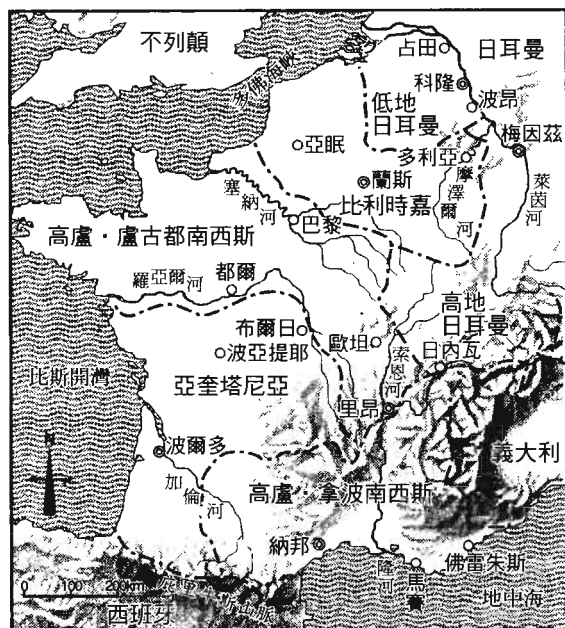 不列顛
多佛海峽
占田
日耳曼
科隆
低地
日耳曼
波昂
梅因茲
亞眠
多利亞
蘭斯
摩澤爾河
萊茵河
塞納河
比利時嘉
巴黎
高盧・盧古都南西斯
羅亞爾河
都爾
高地
日耳曼
布爾日
歐坦
索恩河
日內瓦
波亞提耶
比斯開灣
亞奎塔尼亞
里昂
義大利
N
波爾多
加倫河
高盧・拿波南西斯
納邦
佛雷朱斯
隆河
馬賽
地中海
0 100 200km
西班牙